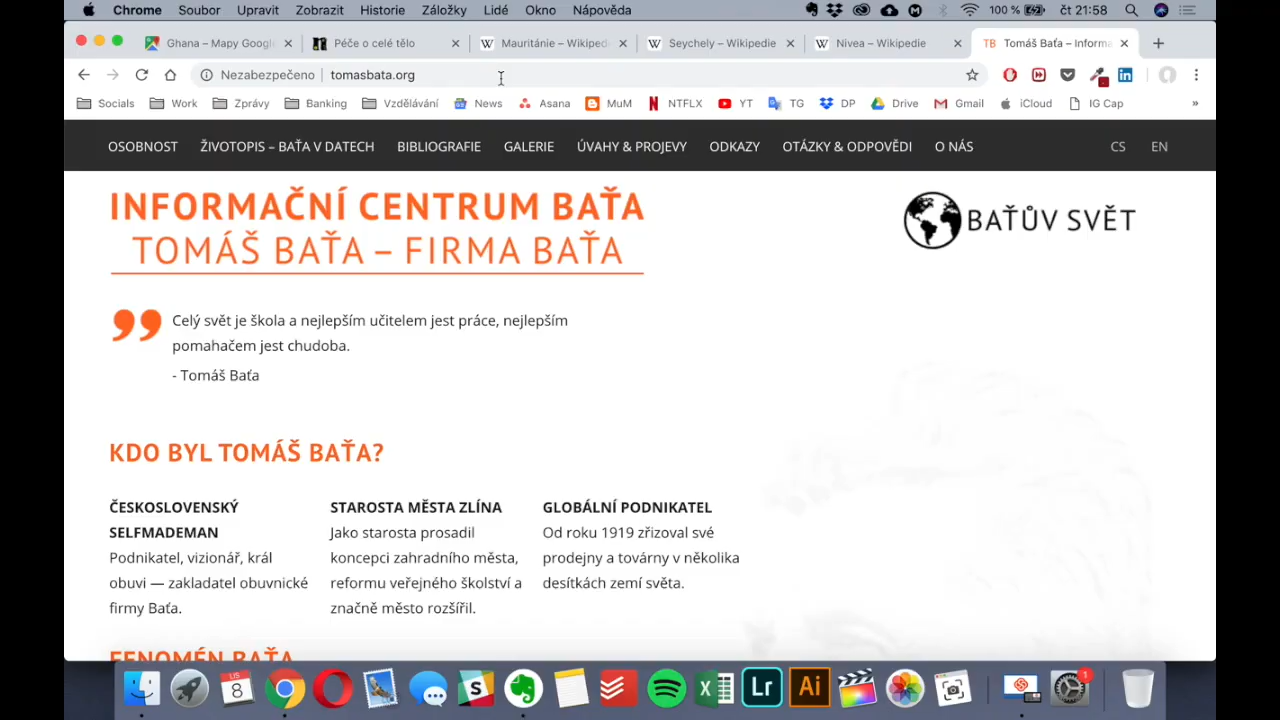 Chrome Soubor Upravit Zobrazit Historie Záložky Lidé Okno Nápověda 100 % čt 21:58
Ghana – Mapy Googl Péče o celé tělo Mauritánie – Wikiped Seychely – Wikipedie Nivea – Wikipedie TB Tomáš Baťa – Informa
Nezabezpečeno tomasbata.org
Socials Work Zprávy Banking Vzdělávání News Asana MuM NTFLX YT TG DP Drive Gmail iCloud IG Cap »
OSOBNOST ŽIVOTOPIS – BAŤA V DATECH BIBLIOGRAFIE GALERIE ÚVAHY & PROJEVY ODKAZY OTÁZKY & ODPOVĚDI O NÁS CS EN
INFORMAČNÍ CENTRUM BAŤA
TOMÁŠ BAŤA – FIRMA BAŤA
BAŤŮV SVĚT
Celý svět je škola a nejlepším učitelem jest práce, nejlepším
pomahačem jest chudoba.
- Tomáš Baťa
KDO BYL TOMÁŠ BAŤA?
ČESKOSLOVENSKÝ
SELFMADEMAN
Podnikatel, vizionář, král
obuvi — zakladatel obuvnické
firmy Baťa.
STAROSTA MĚSTA ZLÍNA
Jako starosta prosadil
koncepci zahradního města,
reformu veřejného školství a
značně město rozšířil.
GLOBÁLNÍ PODNIKATEL
Od roku 1919 zřizoval své
prodejny a továrny v několika
desítkách zemí světa.
FENOMÉN BAŤA
LIS
8
Lr
Ai
1